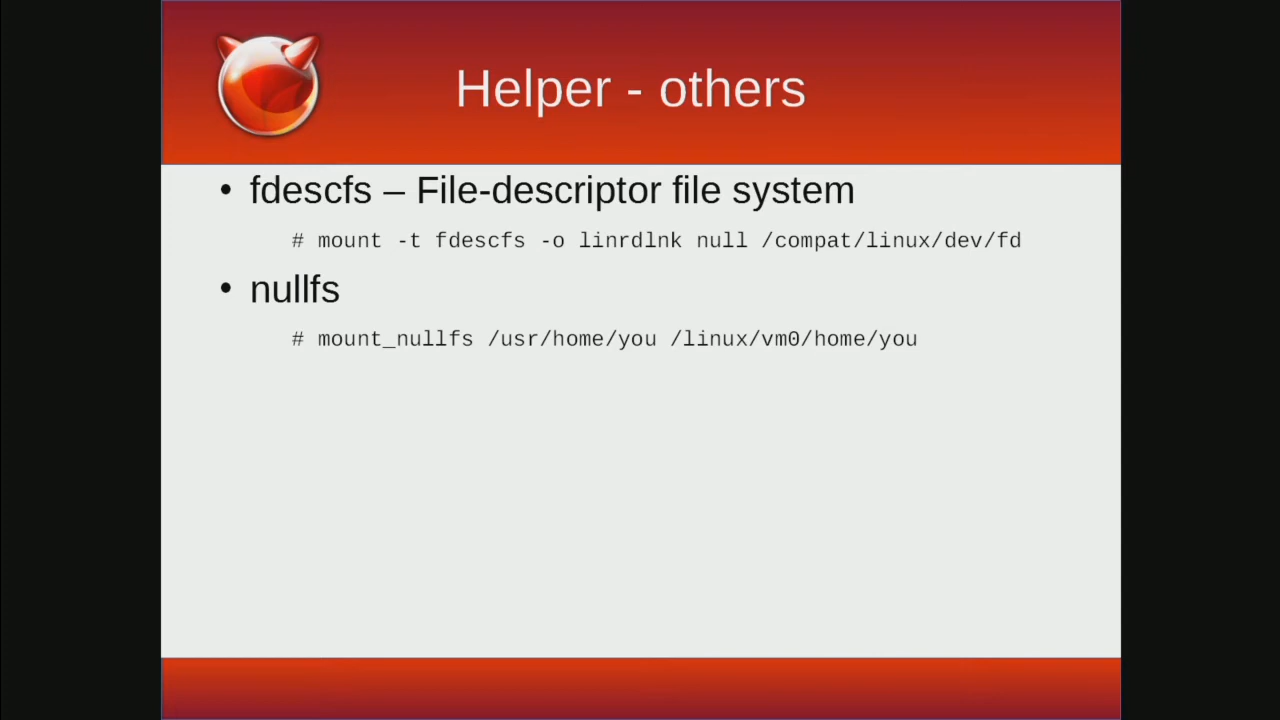 Helper - others
• fdescfs – File-descriptor file system
# mount -t fdescfs -o linrdlnk null /compat/linux/dev/fd
• nullfs
# mount_nullfs /usr/home/you /linux/vm0/home/you